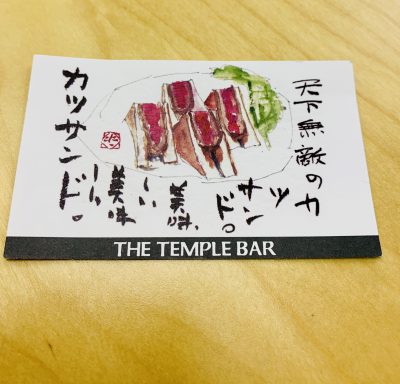 天下無敵のカ
ツ
サンド。
美味
しい
美味
しい
カツサンド。
THE TEMPLE BAR